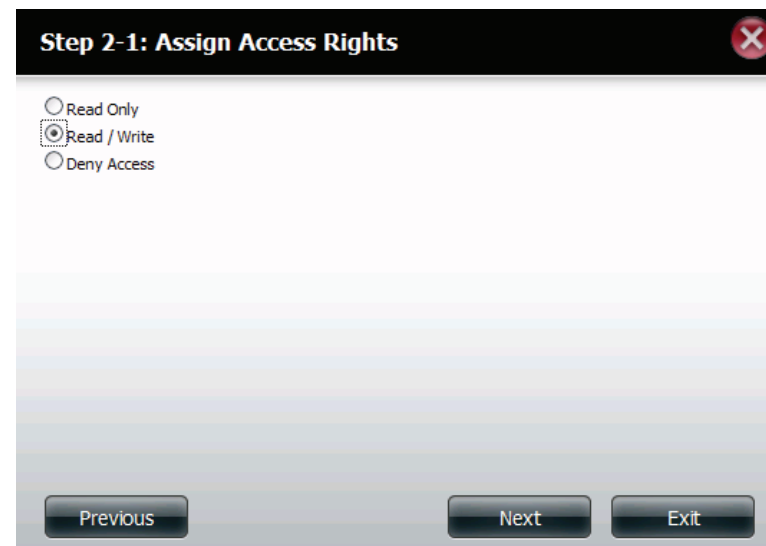 Step 2-1: Assign Access Rights
Read Only
Read / Write
Deny Access
Previous Next Exit